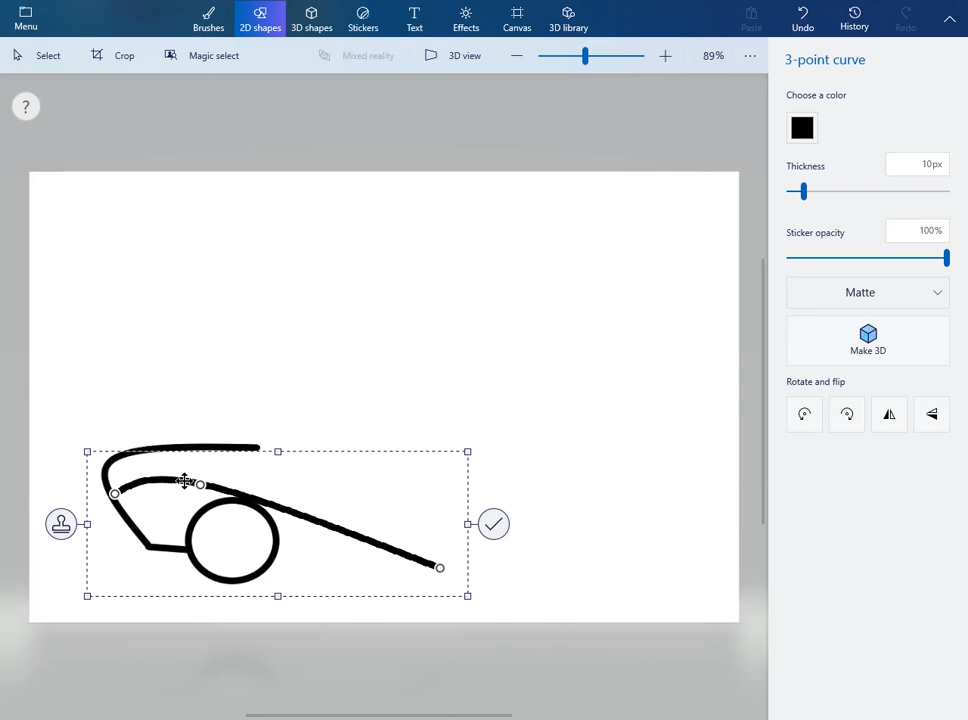 Menu
Brushes
2D shapes
3D shapes
Stickers
Text
Effects
Canvas
3D library
Paste
Undo
History
Redo
Select
Crop
Magic select
Mixed reality
3D view
89%
?
3-point curve
Choose a color
Thickness
10px
Sticker opacity
100%
Matte
Make 3D
Rotate and flip